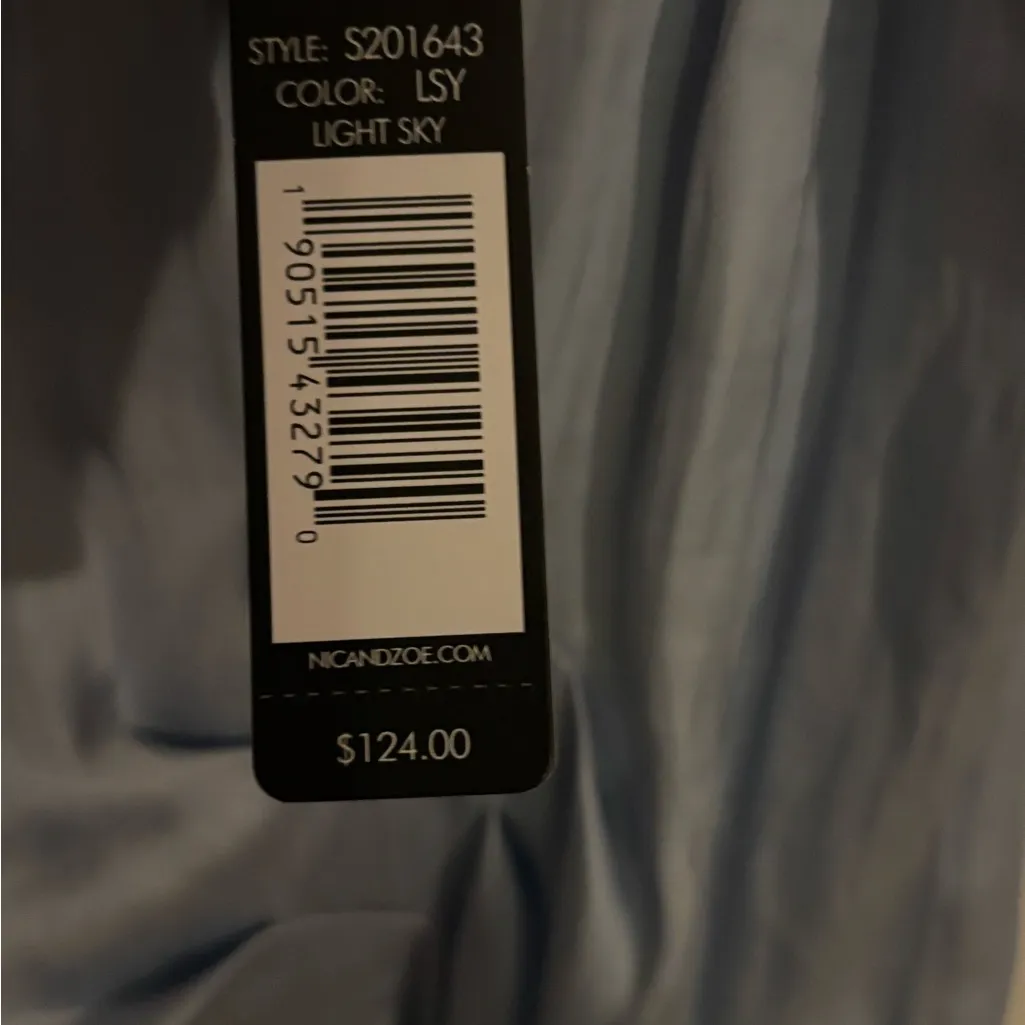 STYLE: S201643
COLOR: LSY
LIGHT SKY
1 90515 43279 0
NICANDZOE.COM
$124.00